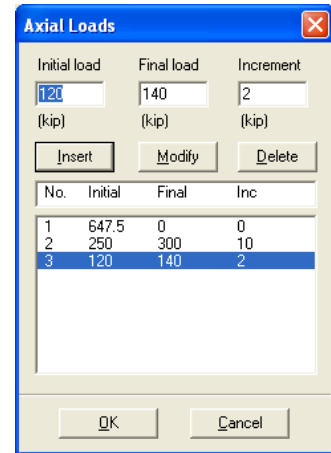 Axial Loads
Initial load Final load Increment
120 140 2
(kip) (kip) (kip)
Insert Modify Delete
No. Initial Final Inc
1 647.5 0 0
2 250 300 10
3 120 140 2
OK Cancel